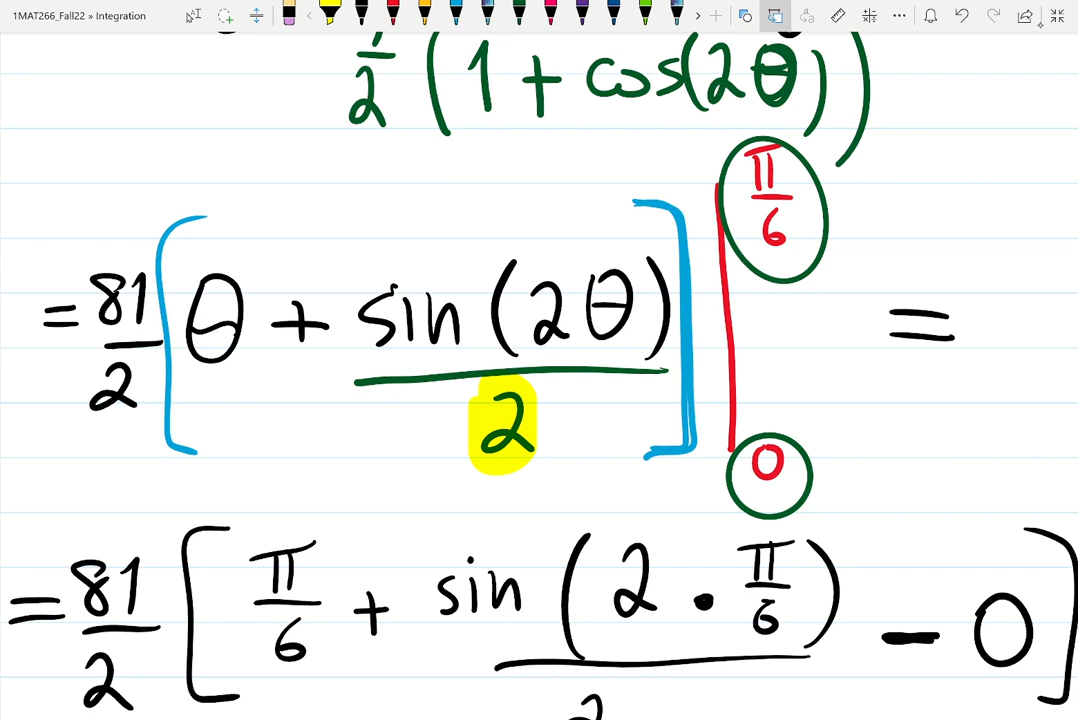 1MAT266_Fall22 » Integration
1/2 (1 + cos(2θ))
= 81/2 [θ + sin(2θ)/2] | π/6 0 =
= 81/2 [π/6 + sin(2 · π/6)/2 - 0]